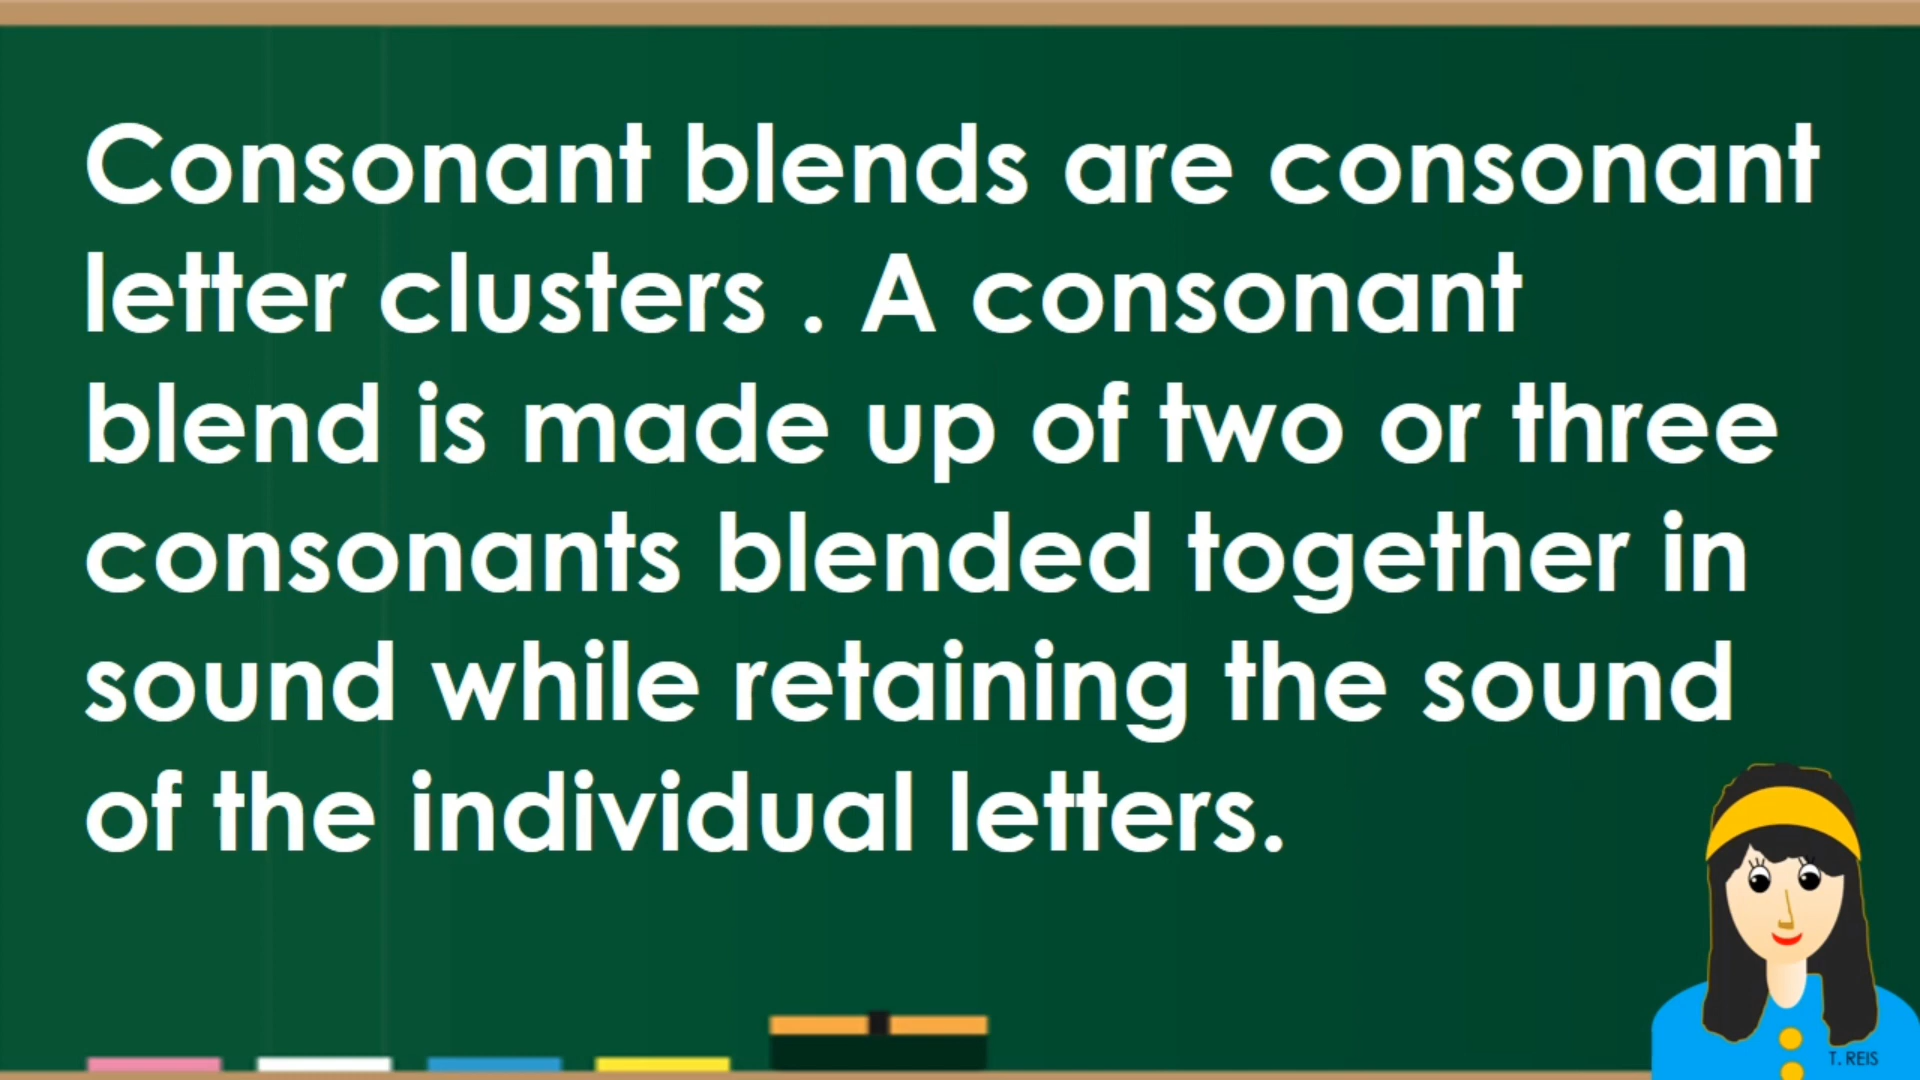 Consonant blends are consonant
letter clusters . A consonant
blend is made up of two or three
consonants blended together in
sound while retaining the sound
of the individual letters.
T. REIS